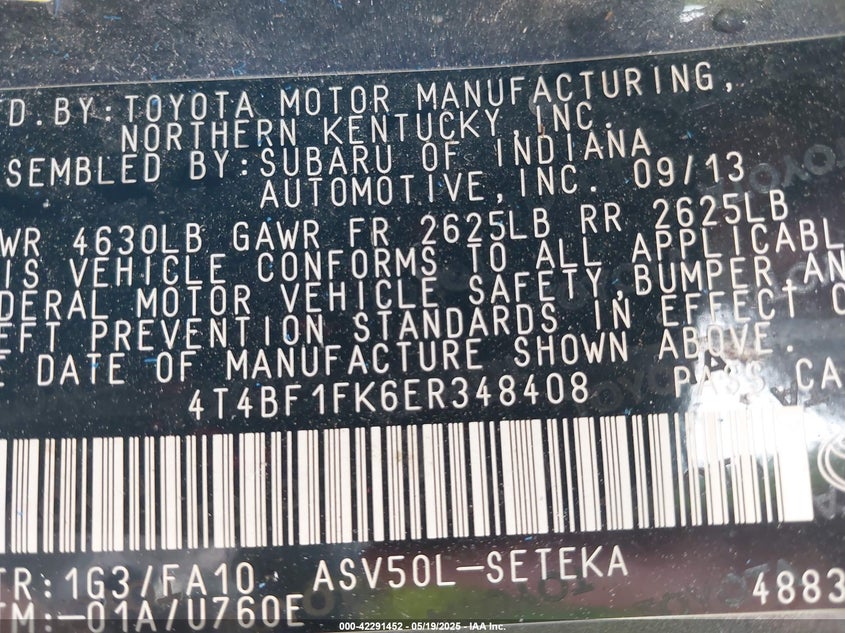 FD.BY:TOYOTA MOTOR MANUFACTURING,
NORTHERN KENTUCKY,INC.
SEMBLED BY:SUBARU OF INDIANA
AUTOMOTIVE,INC. 09/13
WR 4630LB GAWR FR 2625LB RR 2625LB
IS VEHICLE CONFORMS TO ALL APPLICABL
DERAL MOTOR VEHICLE SAFETY,BUMPER,AN
EFT PREVENTION STANDARDS IN EFFECT O
E DATE OF MANUFACTURE SHOWN ABOVE.
4T4BF1FK6ER348408 PASS CA
TR:1G3/FA10 ASV50L-SETEKA
TM:-01A/U760E 4883
TOYOTA
000-42291452 - 05/19/2025 - IAA Inc.